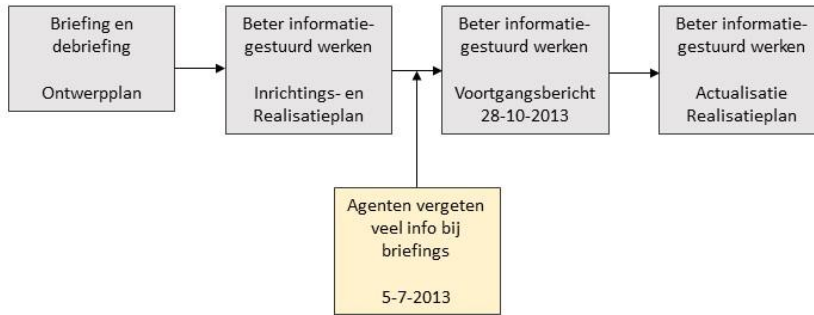 Briefing en
debriefing
Ontwerpplan
Beter informatie-
gestuurd werken
Inrichtings- en
Realisatieplan
Beter informatie-
gestuurd werken
Voortgangsbericht
28-10-2013
Beter informatie-
gestuurd werken
Actualisatie
Realisatieplan
Agenten vergeten
veel info bij
briefings
5-7-2013